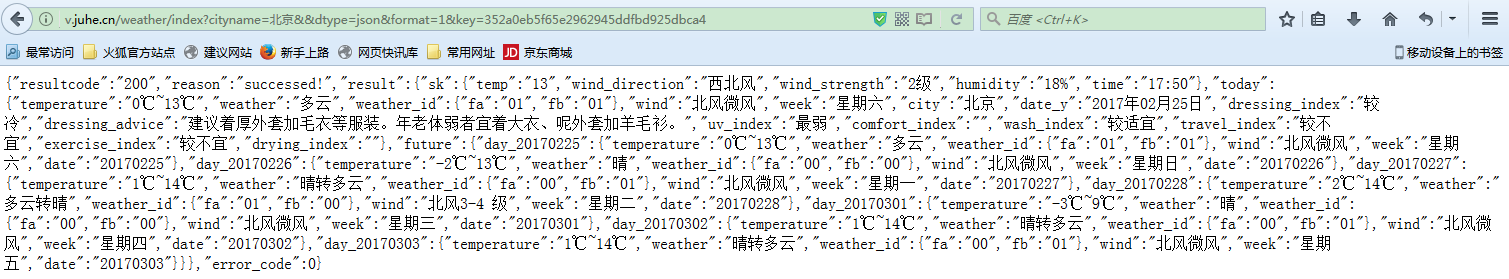 v.juhe.cn/weather/index?cityname=北京&&dtype=json&format=1&key=352a0eb5f65e2962945ddfbd925dbca4
百度 <Ctrl+K>
最常访问 火狐官方站点 建议网站 新手上路 网页快讯库 常用网址 JD 京东商城 移动设备上的书签
{"resultcode":"200","reason":"successed!","result":{"sk":{"temp":"13","wind_direction":"西北风","wind_strength":"2级","humidity":"18%","time":"17:50"},"today":
{"temperature":"0℃~13℃","weather":"多云","weather_id":{"fa":"01","fb":"01"},"wind":"北风微风","week":"星期六","city":"北京","date_y":"2017年02月25日","dressing_index":"较
冷","dressing_advice":"建议着厚外套加毛衣等服装。年老体弱者宜着大衣、呢外套加羊毛衫。","uv_index":"最弱","comfort_index":"","wash_index":"较适宜","travel_index":"较不
宜","exercise_index":"较不宜","drying_index":""},"future":{"day_20170225":{"temperature":"0℃~13℃","weather":"多云","weather_id":{"fa":"01","fb":"01"},"wind":"北风微风","week":"星期
六","date":"20170225"},"day_20170226":{"temperature":"-2℃~13℃","weather":"晴","weather_id":{"fa":"00","fb":"00"},"wind":"北风微风","week":"星期日","date":"20170226"},"day_20170227":
{"temperature":"1℃~14℃","weather":"晴转多云","weather_id":{"fa":"00","fb":"01"},"wind":"北风微风","week":"星期一","date":"20170227"},"day_20170228":{"temperature":"2℃~14℃","weather":"
多云转晴","weather_id":{"fa":"01","fb":"00"},"wind":"北风3-4 级","week":"星期二","date":"20170228"},"day_20170301":{"temperature":"-3℃~9℃","weather":"晴","weather_id":
{"fa":"00","fb":"00"},"wind":"北风微风","week":"星期三","date":"20170301"},"day_20170302":{"temperature":"1℃~14℃","weather":"晴转多云","weather_id":{"fa":"00","fb":"01"},"wind":"北风微
风","week":"星期四","date":"20170302"},"day_20170303":{"temperature":"1℃~14℃","weather":"晴转多云","weather_id":{"fa":"00","fb":"01"},"wind":"北风微风","week":"星期
五","date":"20170303"}}},"error_code":0}